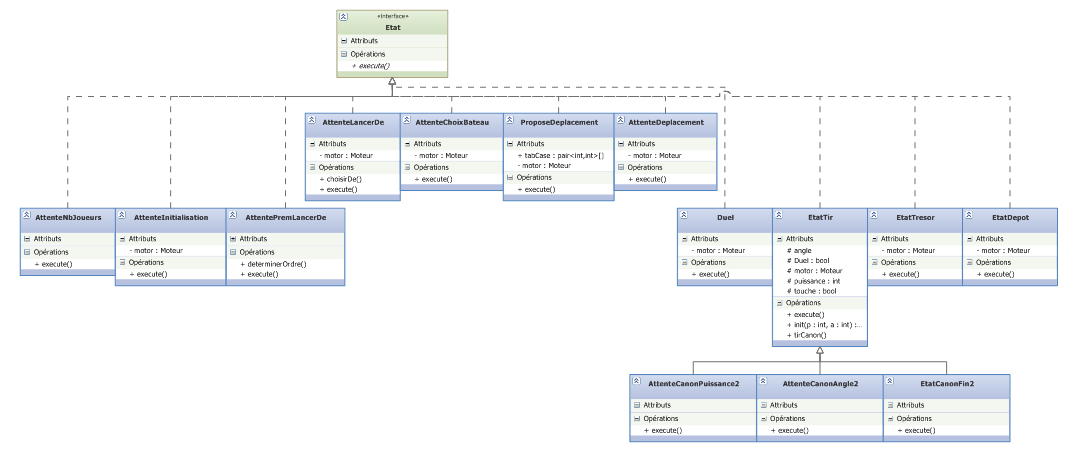 «interface»
Etat
Attributs
Opérations
+ execute()
AttenteLancerDe
Attributs
- motor : Moteur
Opérations
+ choisirDe()
+ execute()
AttenteChoixBateau
Attributs
- motor : Moteur
Opérations
+ execute()
ProposeDeplacement
Attributs
+ tabCase : pair<int,int>[]
- motor : Moteur
Opérations
+ execute()
AttenteDeplacement
Attributs
- motor : Moteur
Opérations
+ execute()
AttenteNbJoueurs
Attributs
Opérations
+ execute()
AttenteInitialisation
Attributs
- motor : Moteur
Opérations
+ execute()
AttentePremLancerDe
Attributs
Opérations
+ determinerOrdre()
+ execute()
Duel
Attributs
- motor : Moteur
Opérations
+ execute()
EtatTir
Attributs
# angle
# Duel : bool
# motor : Moteur
# puissance : int
# touche : bool
Opérations
+ execute()
+ init(p : int, a : int) :...
+ tirCanon()
EtatTresor
Attributs
- motor : Moteur
Opérations
+ execute()
EtatDepot
Attributs
- motor : Moteur
Opérations
+ execute()
AttenteCanonPuissance2
Attributs
Opérations
+ execute()
AttenteCanonAngle2
Attributs
Opérations
+ execute()
EtatCanonFin2
Attributs
Opérations
+ execute()